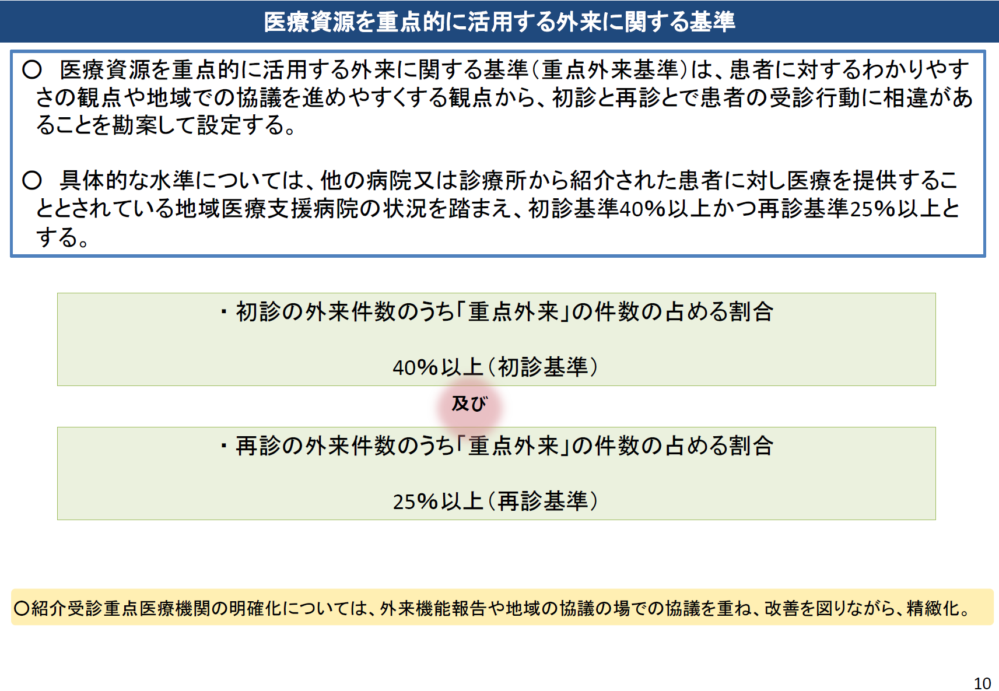 医療資源を重点的に活用する外来に関する基準
〇　医療資源を重点的に活用する外来に関する基準（重点外来基準）は、患者に対するわかりやす
さの観点や地域での協議を進めやすくする観点から、初診と再診とで患者の受診行動に相違があ
ることを勘案して設定する。
〇　具体的な水準については、他の病院又は診療所から紹介された患者に対し医療を提供するこ
ととされている地域医療支援病院の状況を踏まえ、初診基準40％以上かつ再診基準25％以上と
する。
・初診の外来件数のうち「重点外来」の件数の占める割合
40％以上（初診基準）
及び
・再診の外来件数のうち「重点外来」の件数の占める割合
25％以上（再診基準）
〇紹介受診重点医療機関の明確化については、外来機能報告や地域の協議の場での協議を重ね、改善を図りながら、精緻化。
10